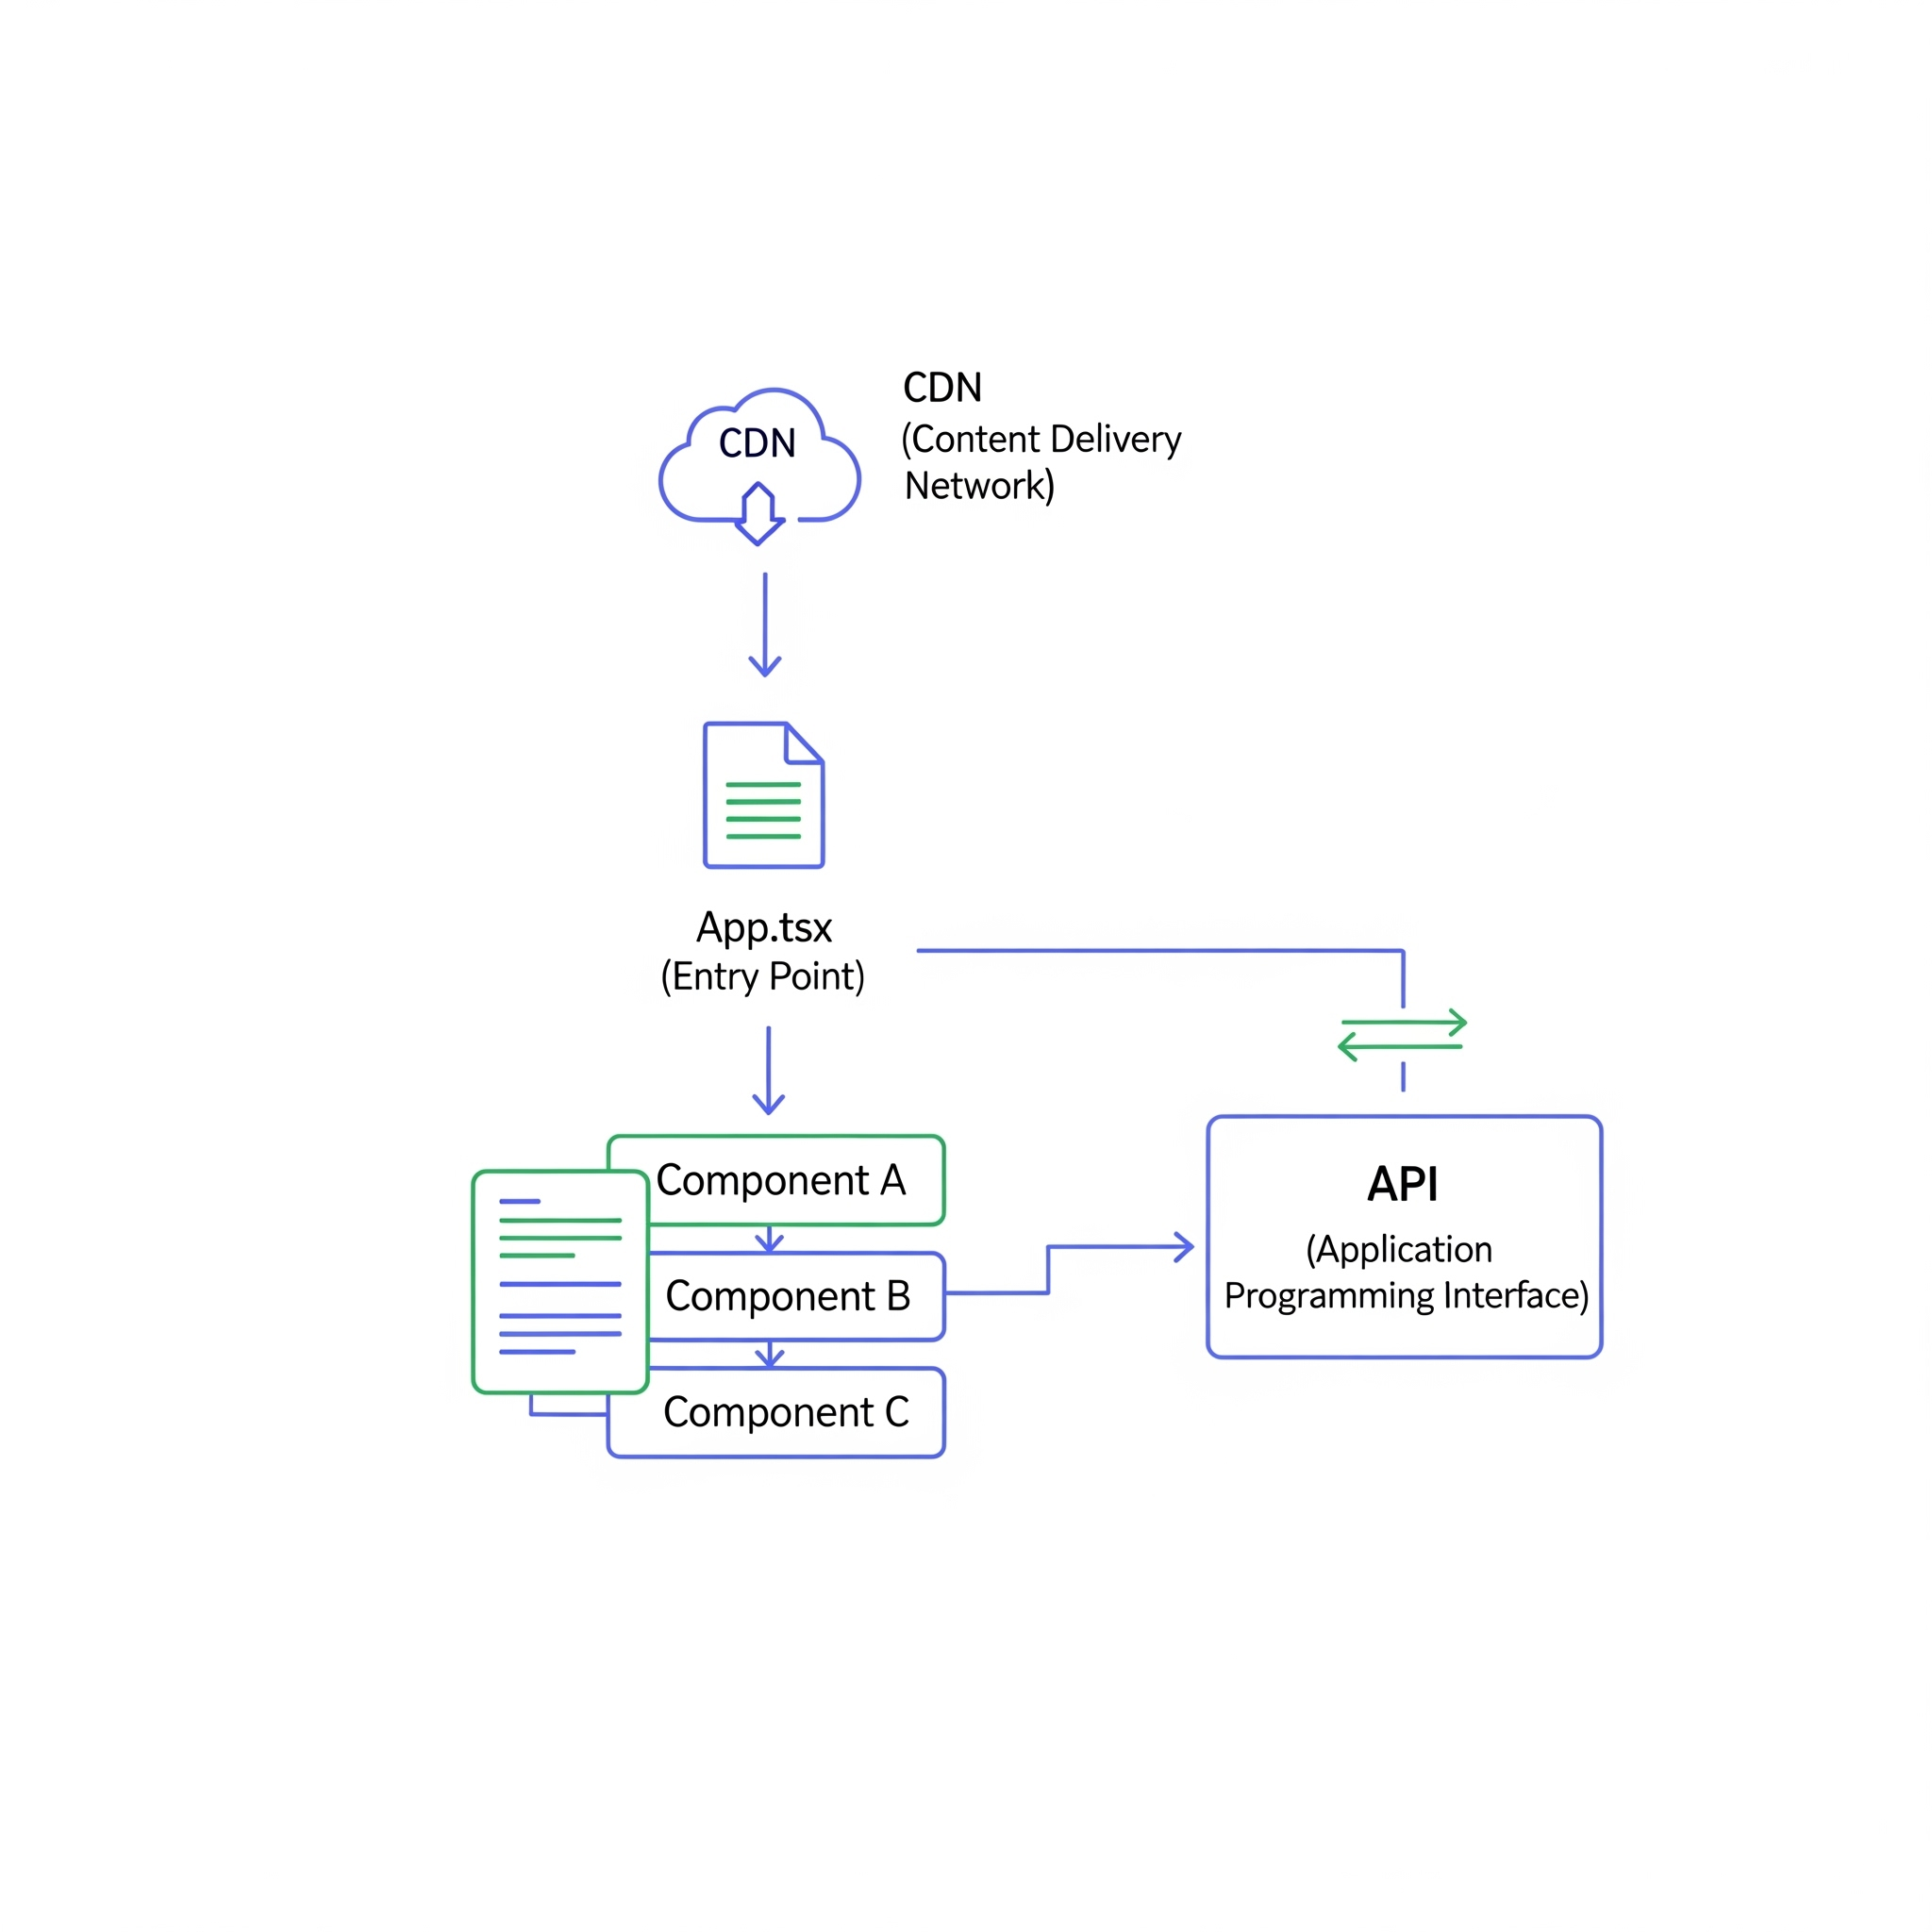 CDN
CDN
(Content Delivery
Network)
App.tsx
(Entry Point)
Component A
Component B
Component C
API
(Application
Programming Interface)